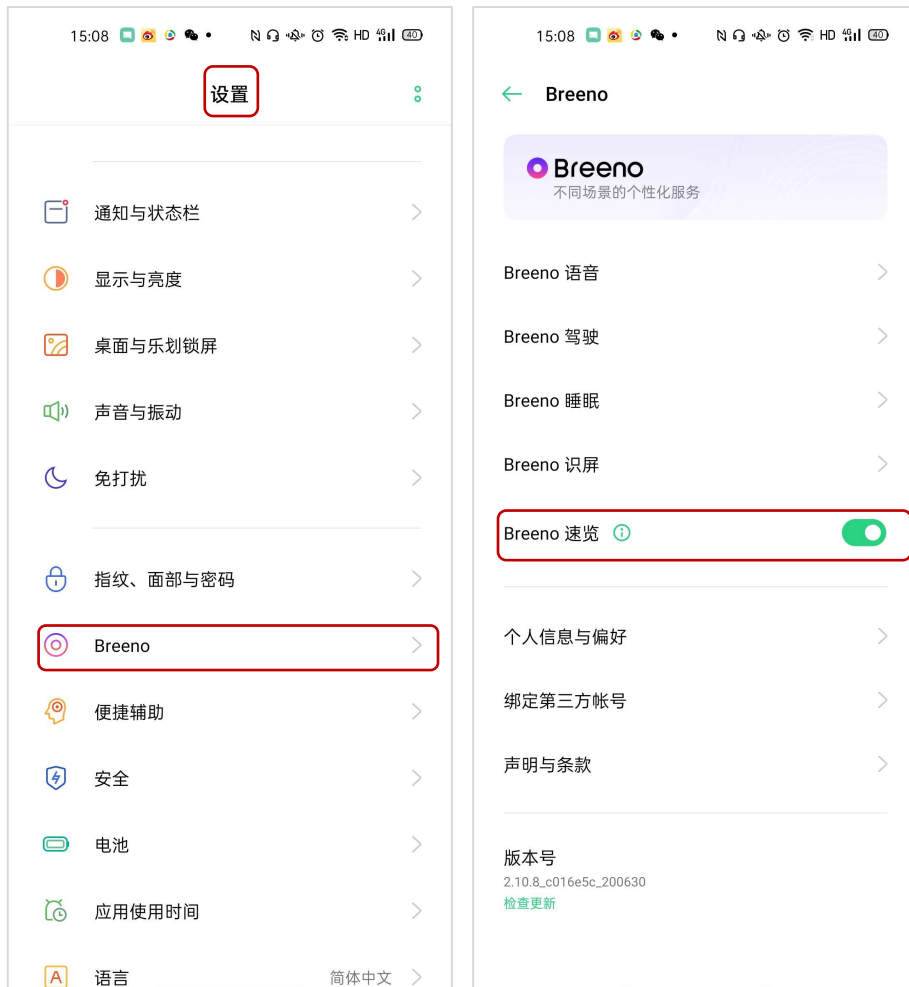 15:08 HD 4G 40
设置
通知与状态栏
显示与亮度
桌面与乐划锁屏
声音与振动
免打扰
指纹、面部与密码
Breeno
便捷辅助
安全
电池
应用使用时间
A 语言 简体中文
15:08 HD 4G 40
Breeno
Breeno
不同场景的个性化服务
Breeno 语音
Breeno 驾驶
Breeno 睡眠
Breeno 识屏
Breeno 速览
个人信息与偏好
绑定第三方帐号
声明与条款
版本号
2.10.8_c016e5c_200630
检查更新